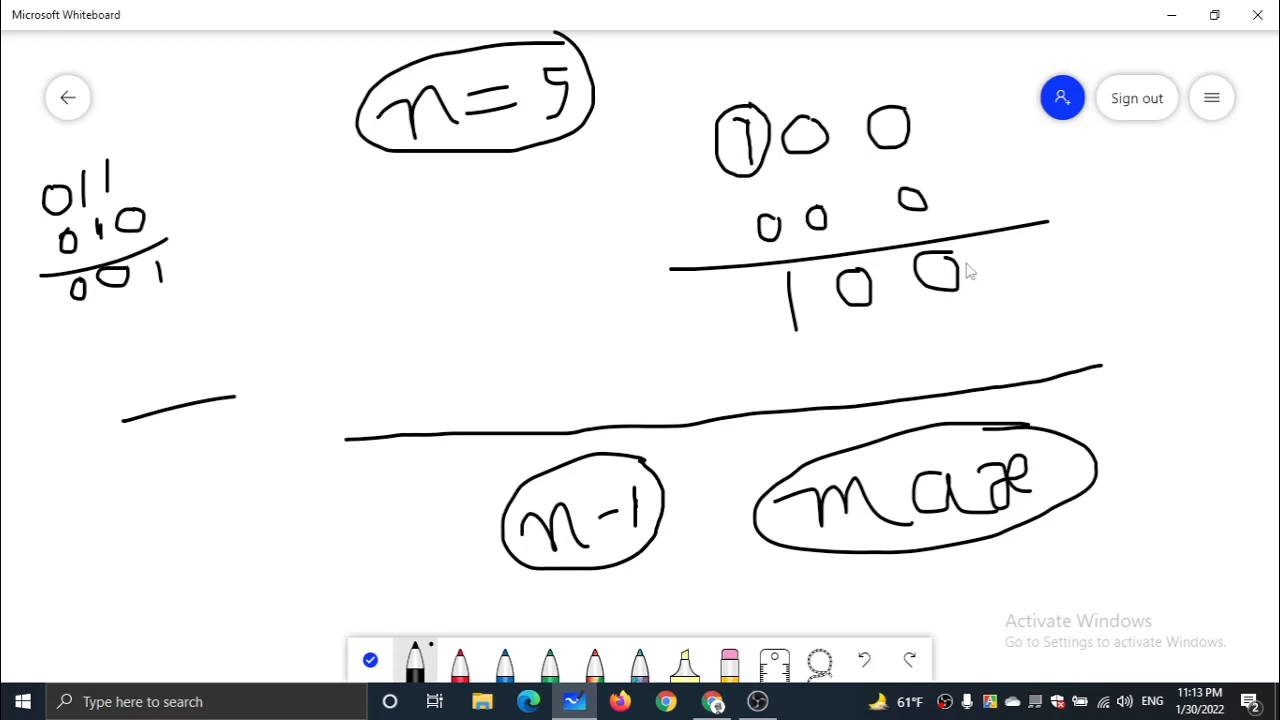 Microsoft Whiteboard
n = 5
Sign out
1 0 0
0 0 0
1 0 0
0 1 1
0 1 0
0 0 1
n - 1
max
Activate Windows
Go to Settings to activate Windows.
Type here to search
61°F
ENG
11:13 PM
1/30/2022
2